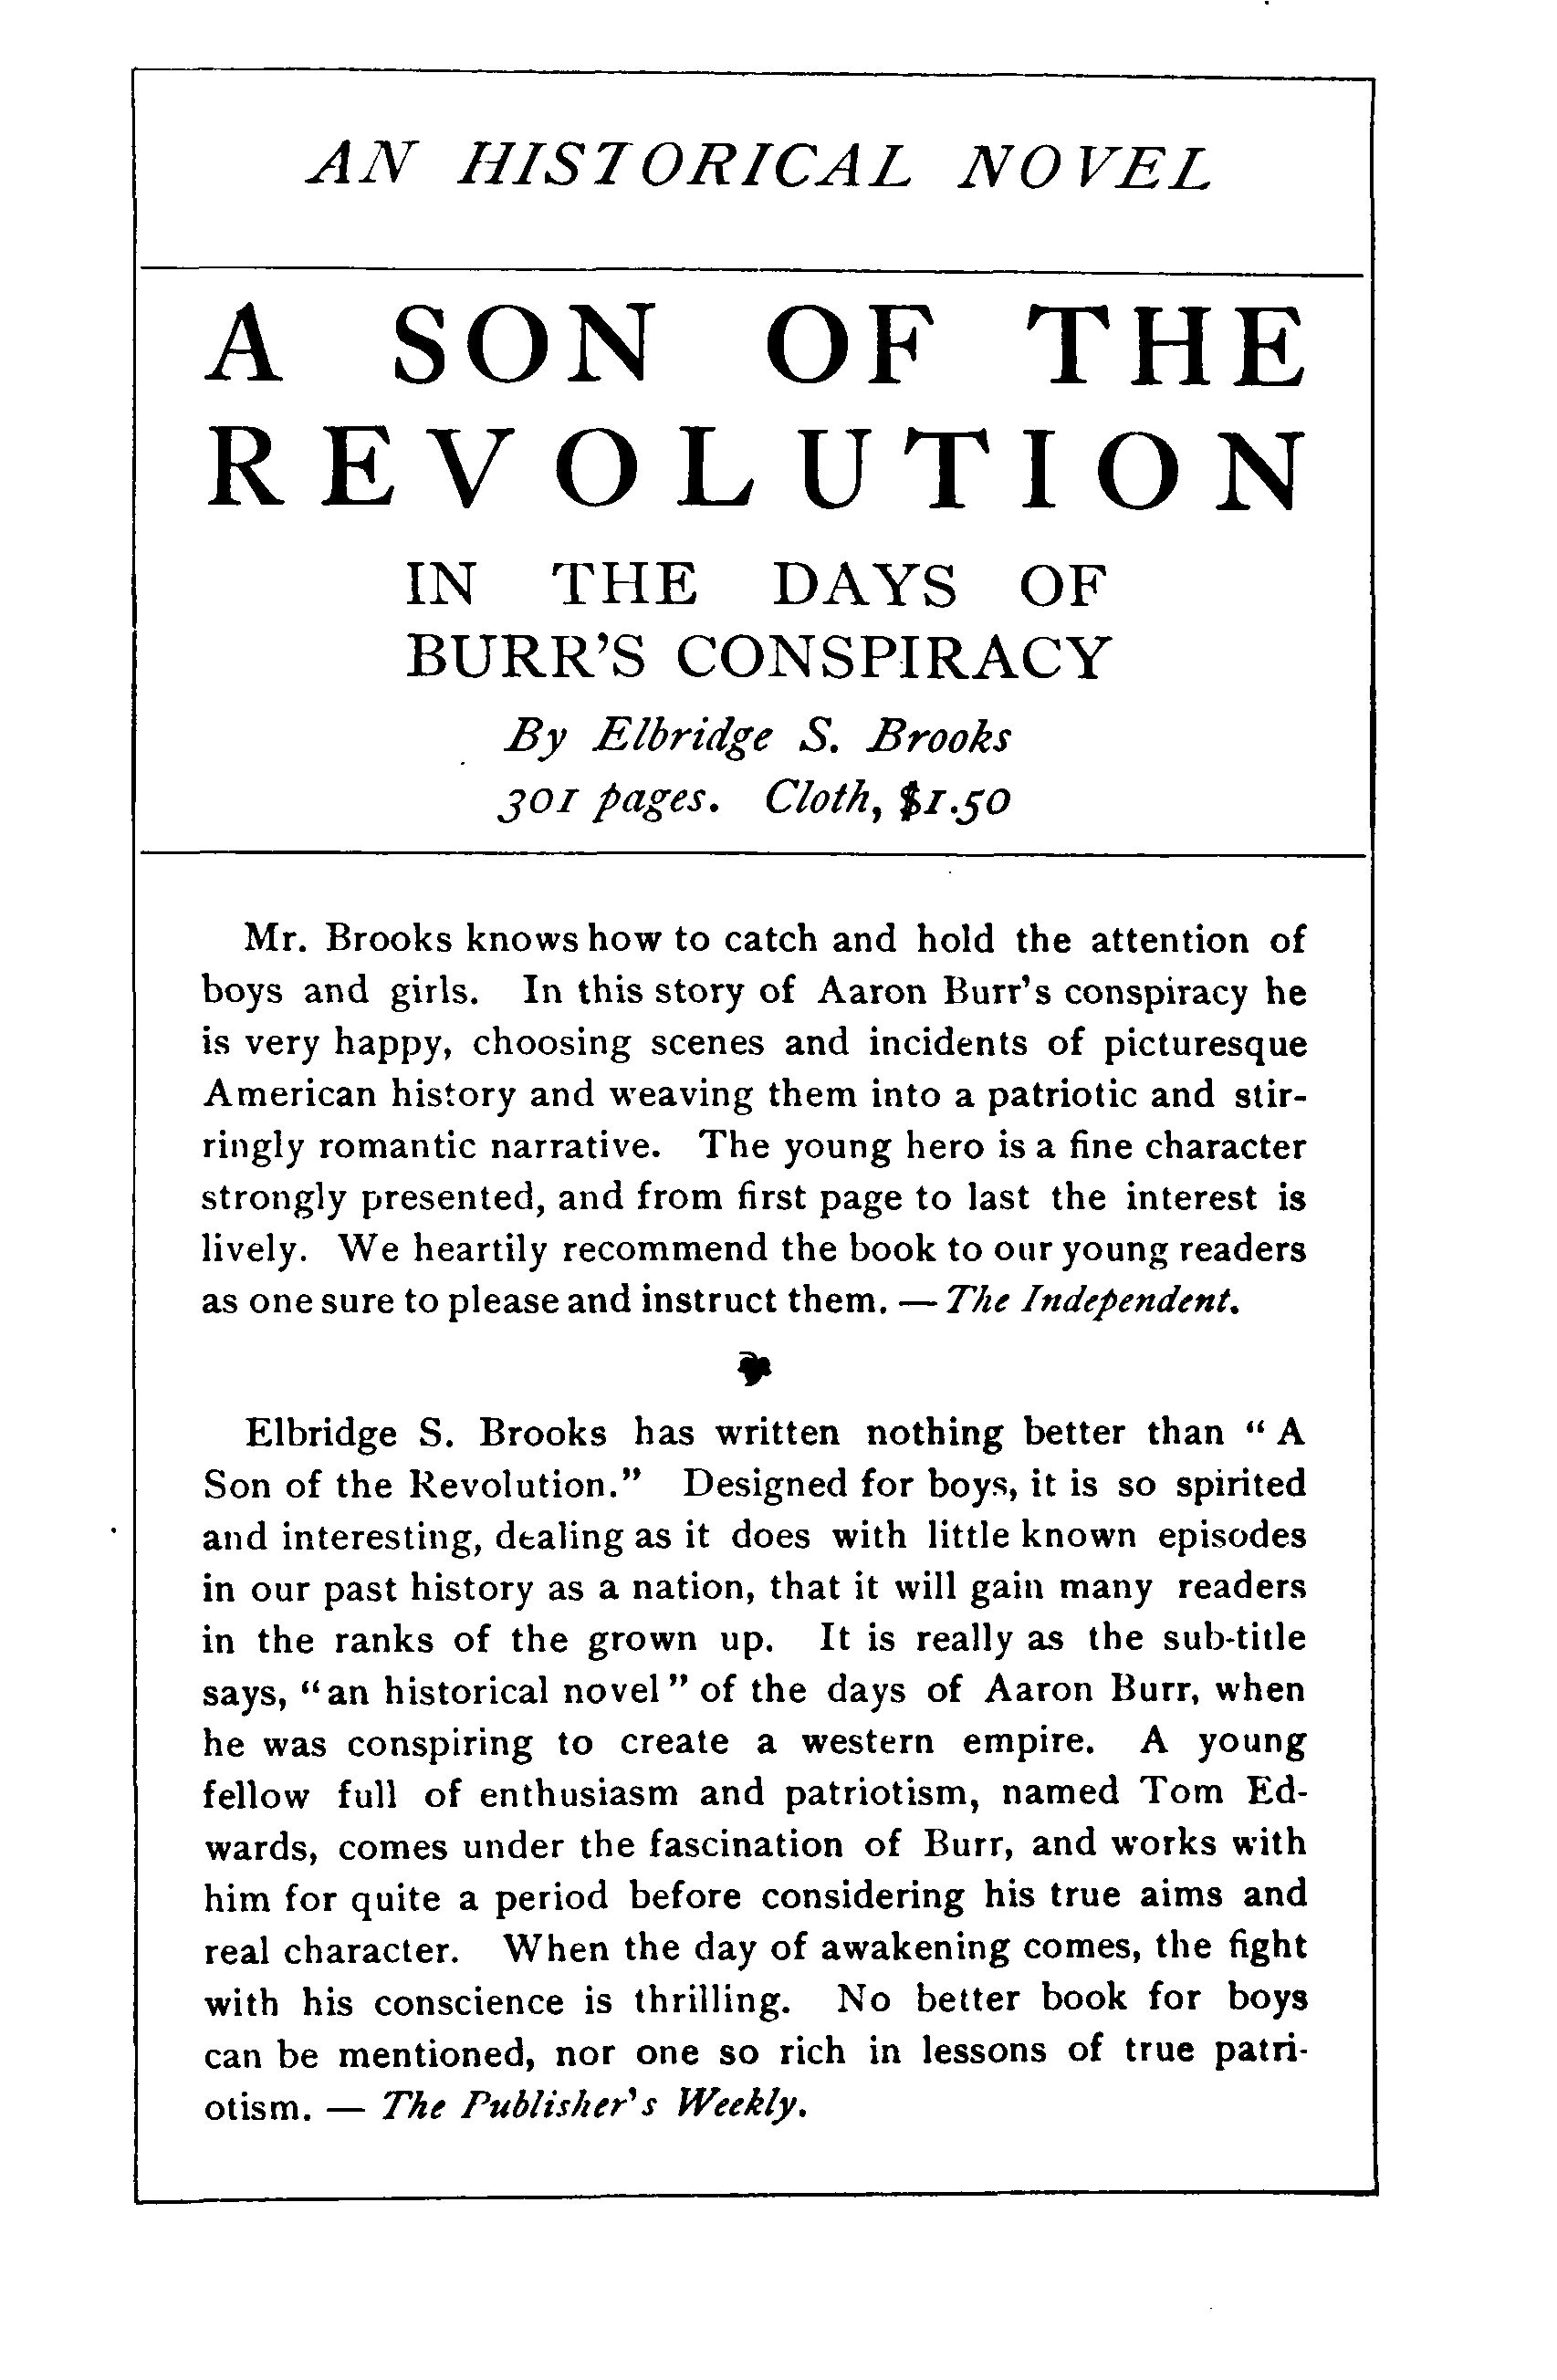 AN HISTORICAL NOVEL
A SON OF THE
REVOLUTION
IN THE DAYS OF
BURR'S CONSPIRACY
By Elbridge S. Brooks
301 pages. Cloth, $1.50
Mr. Brooks knows how to catch and hold the attention of
boys and girls. In this story of Aaron Burr's conspiracy he
is very happy, choosing scenes and incidents of picturesque
American history and weaving them into a patriotic and stir-
ringly romantic narrative. The young hero is a fine character
strongly presented, and from first page to last the interest is
lively. We heartily recommend the book to our young readers
as one sure to please and instruct them. — The Independent.
Elbridge S. Brooks has written nothing better than “A
Son of the Revolution.” Designed for boys, it is so spirited
and interesting, dealing as it does with little known episodes
in our past history as a nation, that it will gain many readers
in the ranks of the grown up. It is really as the sub-title
says, “an historical novel” of the days of Aaron Burr, when
he was conspiring to create a western empire. A young
fellow full of enthusiasm and patriotism, named Tom Ed-
wards, comes under the fascination of Burr, and works with
him for quite a period before considering his true aims and
real character. When the day of awakening comes, the fight
with his conscience is thrilling. No better book for boys
can be mentioned, nor one so rich in lessons of true patri-
otism. — The Publisher's Weekly.